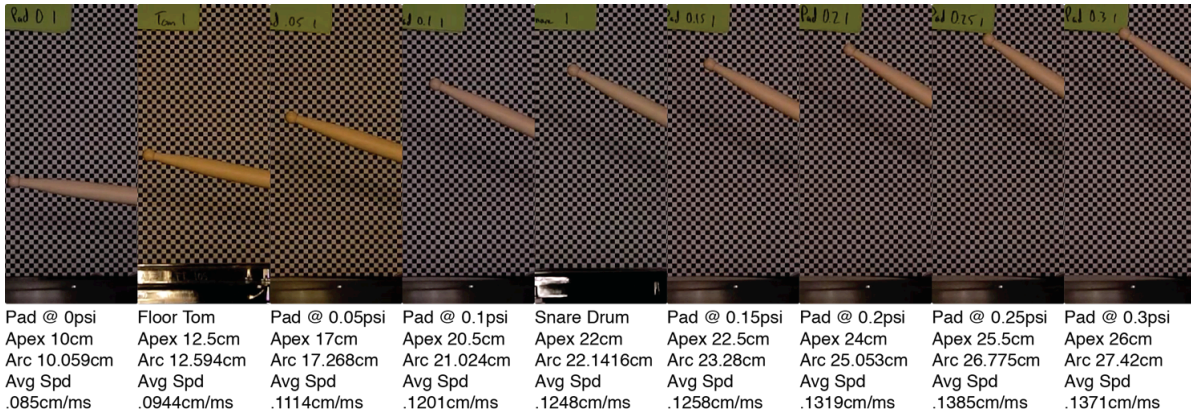 Pad 0 1
Tom 1
.05 1
0.1 1
1
0.15 1
Pad 0.2 1
Pad 0.25 1
Pad 0.3 1
Pad @ 0psi
Apex 10cm
Arc 10.059cm
Avg Spd
.085cm/ms
Floor Tom
Apex 12.5cm
Arc 12.594cm
Avg Spd
.0944cm/ms
Pad @ 0.05psi
Apex 17cm
Arc 17.268cm
Avg Spd
.1114cm/ms
Pad @ 0.1psi
Apex 20.5cm
Arc 21.024cm
Avg Spd
.1201cm/ms
Snare Drum
Apex 22cm
Arc 22.1416cm
Avg Spd
.1248cm/ms
Pad @ 0.15psi
Apex 22.5cm
Arc 23.28cm
Avg Spd
.1258cm/ms
Pad @ 0.2psi
Apex 24cm
Arc 25.053cm
Avg Spd
.1319cm/ms
Pad @ 0.25psi
Apex 25.5cm
Arc 26.775cm
Avg Spd
.1385cm/ms
Pad @ 0.3psi
Apex 26cm
Arc 27.42cm
Avg Spd
.1371cm/ms